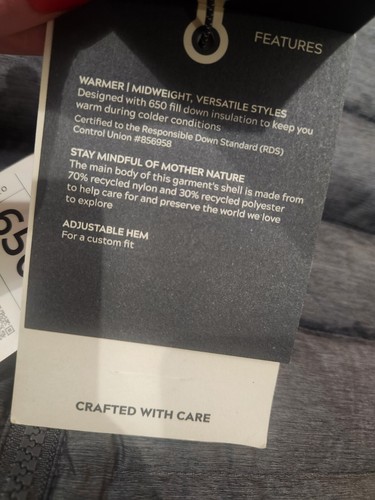 FEATURES
WARMER | MIDWEIGHT, VERSATILE STYLES
Designed with 650 fill down insulation to keep you
warm during colder conditions
Certified to the Responsible Down Standard (RDS)
Control Union #856958
STAY MINDFUL OF MOTHER NATURE
The main body of this garment's shell is made from
70% recycled nylon and 30% recycled polyester
to help care for and preserve the world we love
to explore
ADJUSTABLE HEM
For a custom fit
CRAFTED WITH CARE